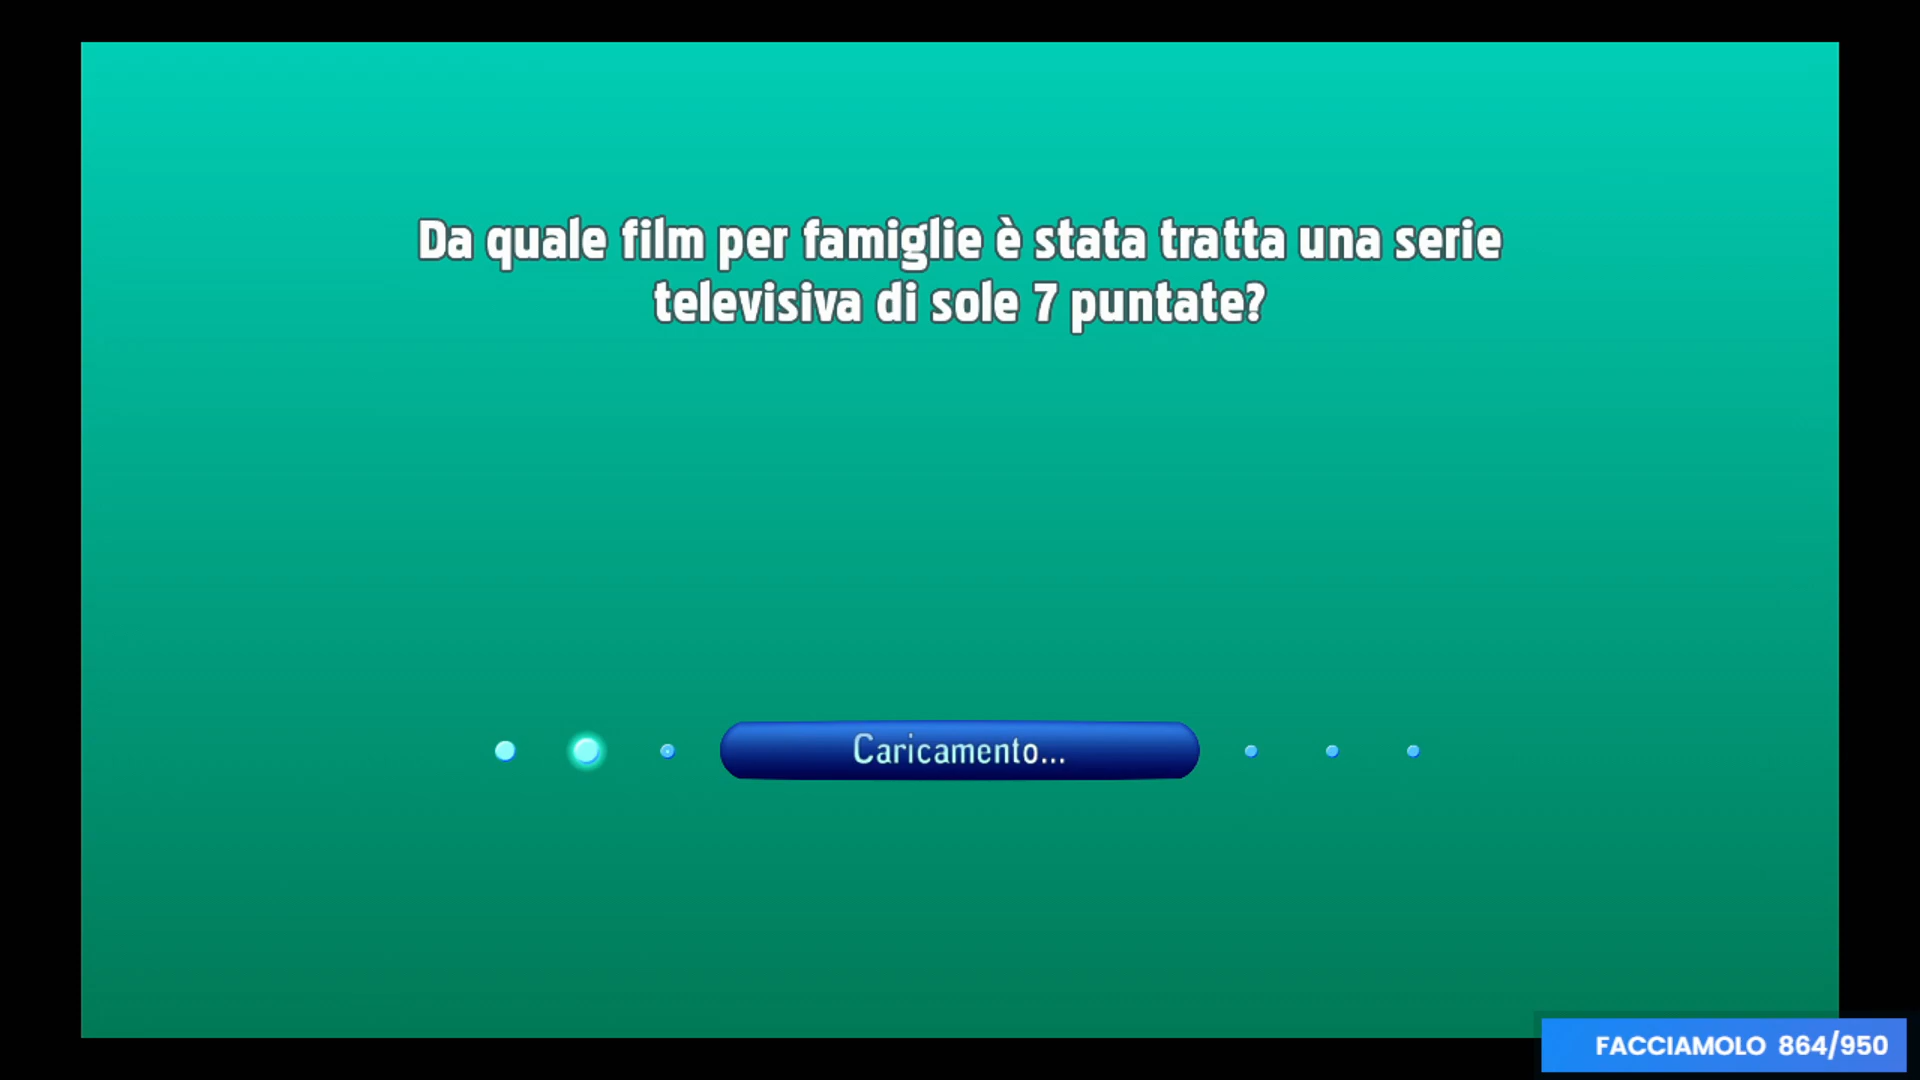 Da quale film per famiglie è stata tratta una serie
televisiva di sole 7 puntate?
Caricamento...
FACCIAMOLO 864/950